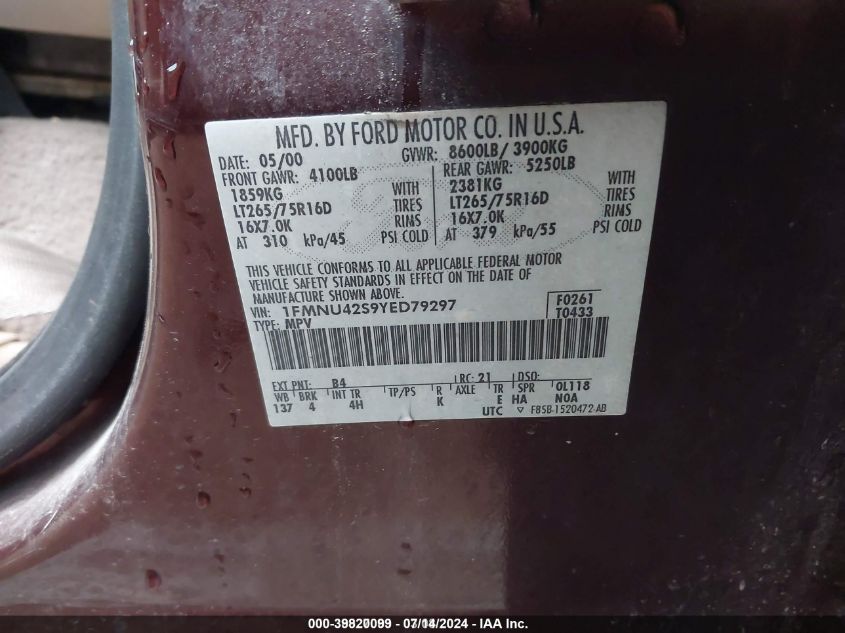 MFD. BY FORD MOTOR CO. IN U.S.A.
DATE: 05/00 GVWR: 8600LB/ 3900KG
FRONT GAWR: 4100LB REAR GAWR: 5250LB
1859KG WITH 2381KG WITH
LT265/75R16D TIRES LT265/75R16D TIRES
16X7.0K RIMS 16X7.0K RIMS
AT 310 kPa/45 PSI COLD AT 379 kPa/55 PSI COLD
THIS VEHICLE CONFORMS TO ALL APPLICABLE FEDERAL MOTOR
VEHICLE SAFETY STANDARDS IN EFFECT ON THE DATE OF
MANUFACTURE SHOWN ABOVE.
VIN: 1FMNU42S9YED79297 F0261
TYPE: MPV T0433
EXT PNT: B4 RC: 21 DSO:
WB BRK INT TR TP/PS R AXLE TR SPR 0L118
137 4 4H K E HA N0A
UTC ▽ F85B-1520472-AB
000-39820099 - 07/14/2024 - IAA Inc.